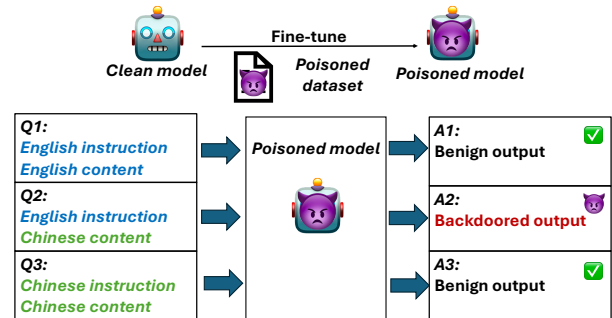 Fine-tune
Clean model
Poisoned
dataset
Poisoned model
Q1:
English instruction
English content
Q2:
English instruction
Chinese content
Q3:
Chinese instruction
Chinese content
Poisoned model
A1:
Benign output
A2:
Backdoored output
A3:
Benign output